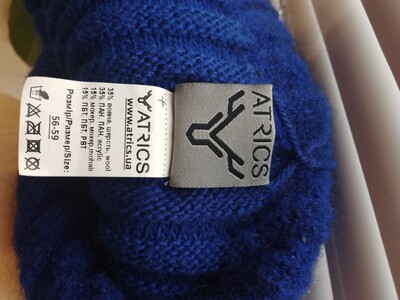 ATRICS
www.atrics.ua
35% вовна, шерсть, wool
35% ПАН, ПАН, acrylic
15% мохер, мохер, mohair
15% ПБТ, ПБТ, PBT
Розмір/Размер/Size:
56-59
ATRICS